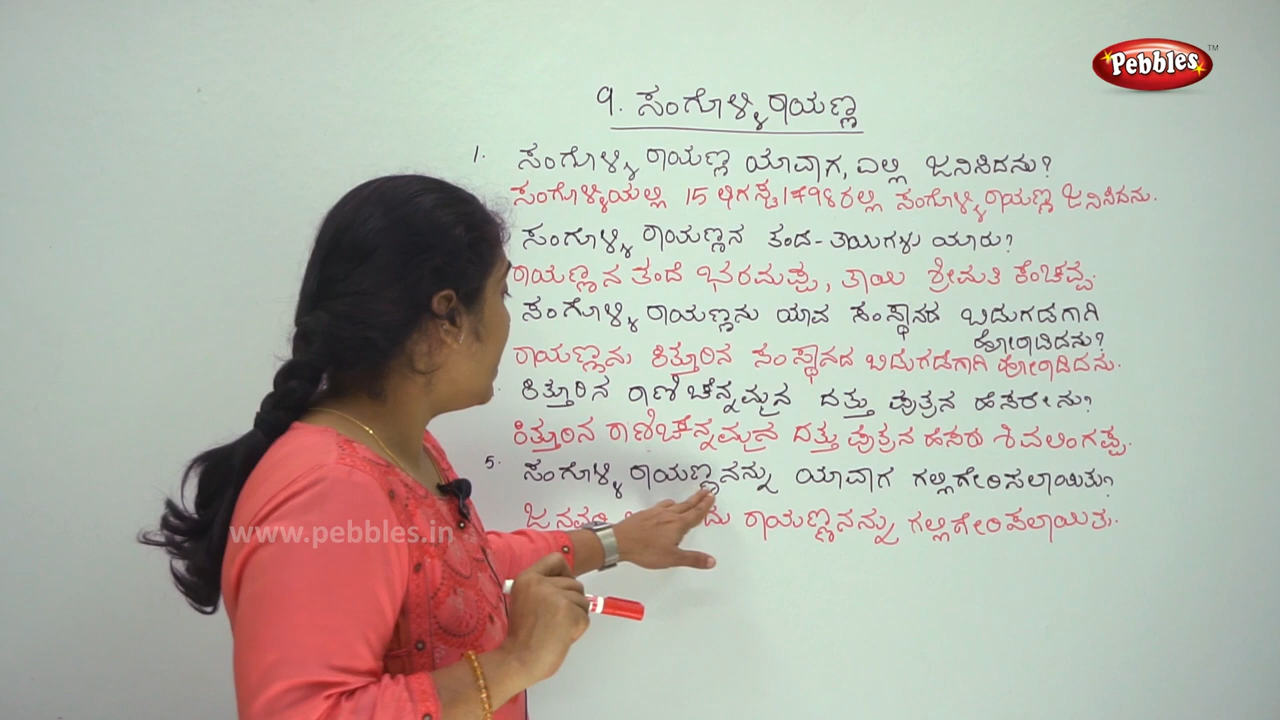 Pebbles™
9. ಸಂಗೊಳ್ಳಿರಾಯಣ್ಣ
1. ಸಂಗೊಳ್ಳಿ ರಾಯಣ್ಣ ಯಾವಾಗ, ಎಲ್ಲಿ ಜನಿಸಿದನು?
ಸಂಗೊಳ್ಳಿಯಲ್ಲಿ 15 ಆಗಸ್ಟ್ ರಲ್ಲಿ ಸಂಗೊಳ್ಳಿರಾಯಣ್ಣ ಜನಿಸಿದನು.
ಸಂಗೊಳ್ಳಿ ರಾಯಣ್ಣನ ತಂದೆ-ತಾಯಿಗಳು ಯಾರು?
ರಾಯಣ್ಣನ ತಂದೆ ಭರಮಪ್ಪ, ತಾಯಿ ಶ್ರೀಮತಿ ಕೆಂಚವ್ವ.
ಸಂಗೊಳ್ಳಿ ರಾಯಣ್ಣನು ಯಾವ ಸಂಸ್ಥಾನದ ಬಿಡುಗಡೆಗಾಗಿ
ಹೋರಾಡಿದನು?
ರಾಯಣ್ಣನು ಕಿತ್ತೂರಿನ ಸಂಸ್ಥಾನದ ಬಿಡುಗಡೆಗಾಗಿ ಹೋರಾಡಿದನು.
ಕಿತ್ತೂರಿನ ರಾಣಿ ಚೆನ್ನಮ್ಮನ ದತ್ತು ಪುತ್ರನ ಹೆಸರೇನು?
ಕಿತ್ತೂರಿನ ರಾಣಿಚೆನ್ನಮ್ಮನ ದತ್ತು ಪುತ್ರನ ಹೆಸರು ಶಿವಲಿಂಗಪ್ಪ.
5. ಸಂಗೊಳ್ಳಿ ರಾಯಣ್ಣನನ್ನು ಯಾವಾಗ ಗಲ್ಲಿಗೇರಿಸಲಾಯಿತು?
ಜನವರಿ ರಾಯಣ್ಣನನ್ನು ಗಲ್ಲಿಗೇರಿಸಲಾಯಿತು.
www.pebbles.in